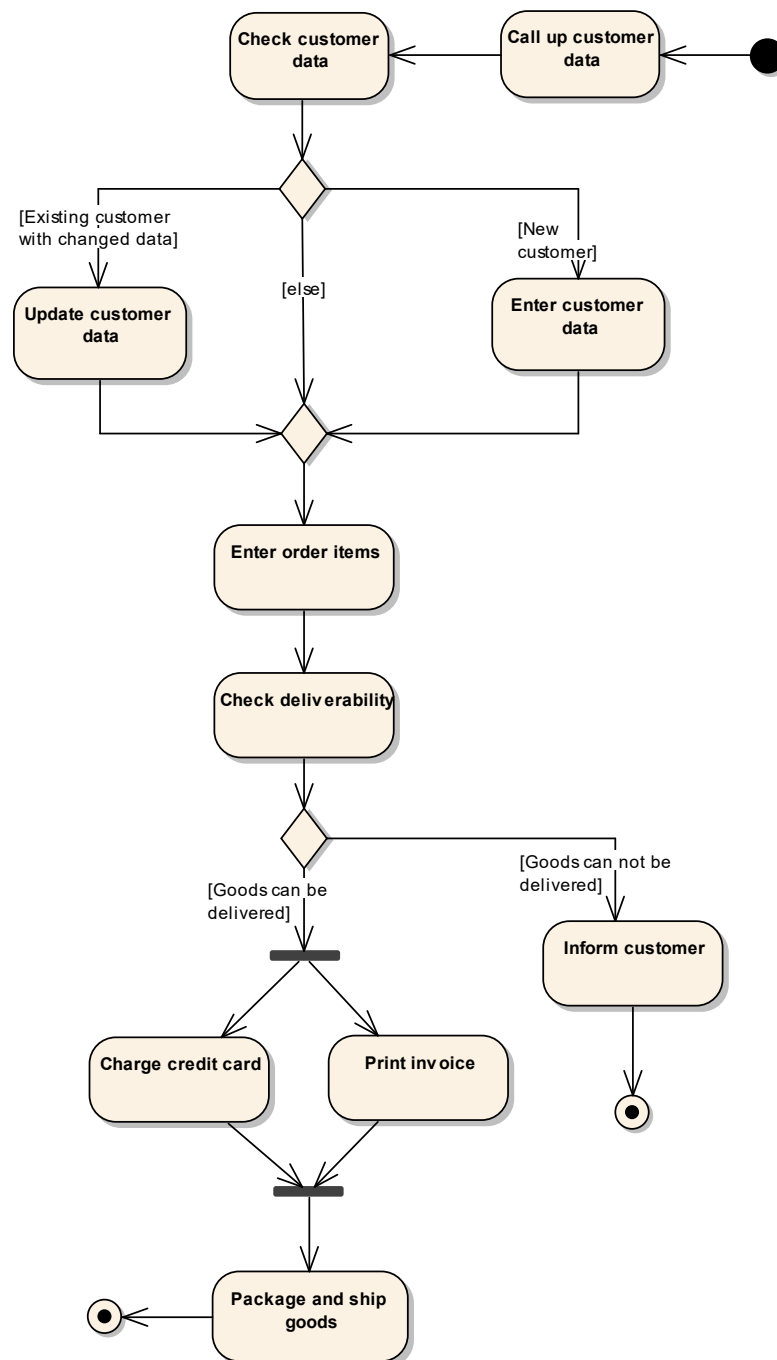 Check customer
data
Call up customer
data
[Existing customer
with changed data]
[else]
[New
customer]
Update customer
data
Enter customer
data
Enter order items
Check deliverability
[Goods can be
delivered]
[Goods can not be
delivered]
Inform customer
Charge credit card
Print invoice
Package and ship
goods